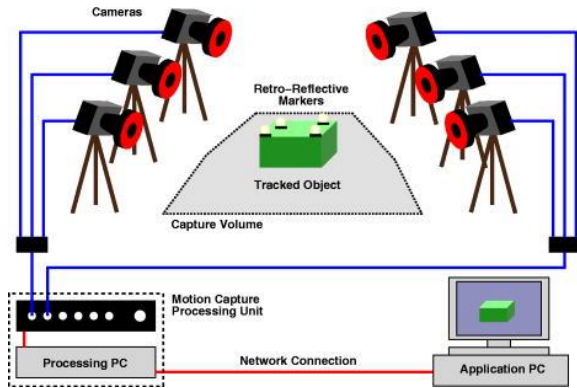 Cameras
Retro-Reflective
Markers
Tracked Object
Capture Volume
Motion Capture
Processing Unit
Processing PC
Network Connection
Application PC